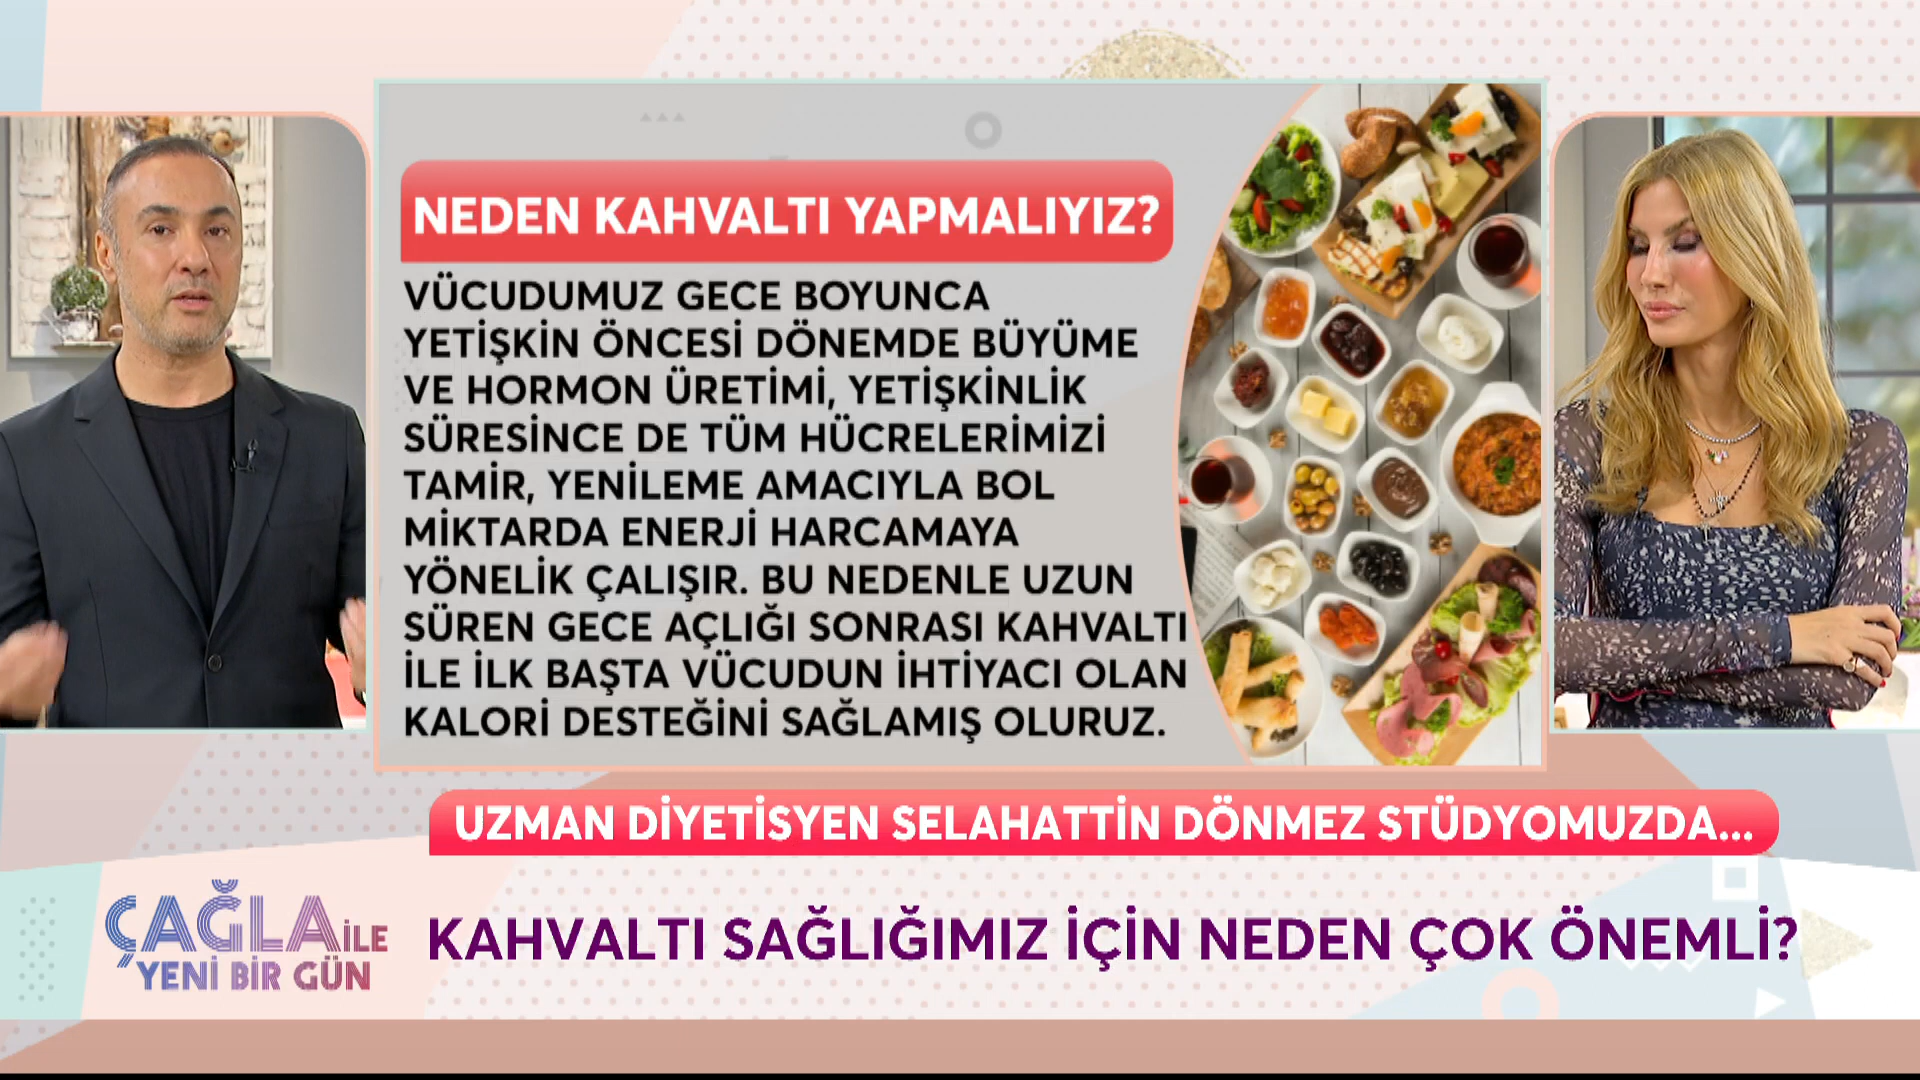 NEDEN KAHVALTI YAPMALIYIZ?
VÜCUDUMUZ GECE BOYUNCA
YETİŞKİN ÖNCESİ DÖNEMDE BÜYÜME
VE HORMON ÜRETİMİ, YETİŞKİNLİK
SÜRESİNCE DE TÜM HÜCRELERİMİZİ
TAMİR, YENİLEME AMACIYLA BOL
MİKTARDA ENERJİ HARCAMAYA
YÖNELİK ÇALIŞIR. BU NEDENLE UZUN
SÜREN GECE AÇLIĞI SONRASI KAHVALTI
İLE İLK BAŞTA VÜCUDUN İHTİYACI OLAN
KALORİ DESTEĞİNİ SAĞLAMIŞ OLURUZ.
UZMAN DİYETİSYEN SELAHATTİN DÖNMEZ STÜDYOMUZDA...
ÇAĞLA İLE
YENİ BİR GÜN
KAHVALTI SAĞLIĞIMIZ İÇİN NEDEN ÇOK ÖNEMLİ?